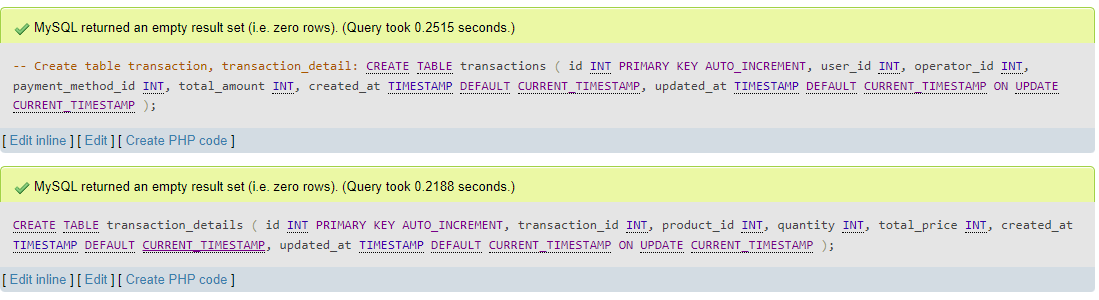 MySQL returned an empty result set (i.e. zero rows). (Query took 0.2515 seconds.)
-- Create table transaction, transaction_detail: CREATE TABLE transactions ( id INT PRIMARY KEY AUTO_INCREMENT, user_id INT, operator_id INT,
payment_method_id INT, total_amount INT, created_at TIMESTAMP DEFAULT CURRENT_TIMESTAMP, updated_at TIMESTAMP DEFAULT CURRENT_TIMESTAMP ON UPDATE
CURRENT_TIMESTAMP );
[ Edit inline ] [ Edit ] [ Create PHP code ]
MySQL returned an empty result set (i.e. zero rows). (Query took 0.2188 seconds.)
CREATE TABLE transaction_details ( id INT PRIMARY KEY AUTO_INCREMENT, transaction_id INT, product_id INT, quantity INT, total_price INT, created_at
TIMESTAMP DEFAULT CURRENT_TIMESTAMP, updated_at TIMESTAMP DEFAULT CURRENT_TIMESTAMP ON UPDATE CURRENT_TIMESTAMP );
[ Edit inline ] [ Edit ] [ Create PHP code ]